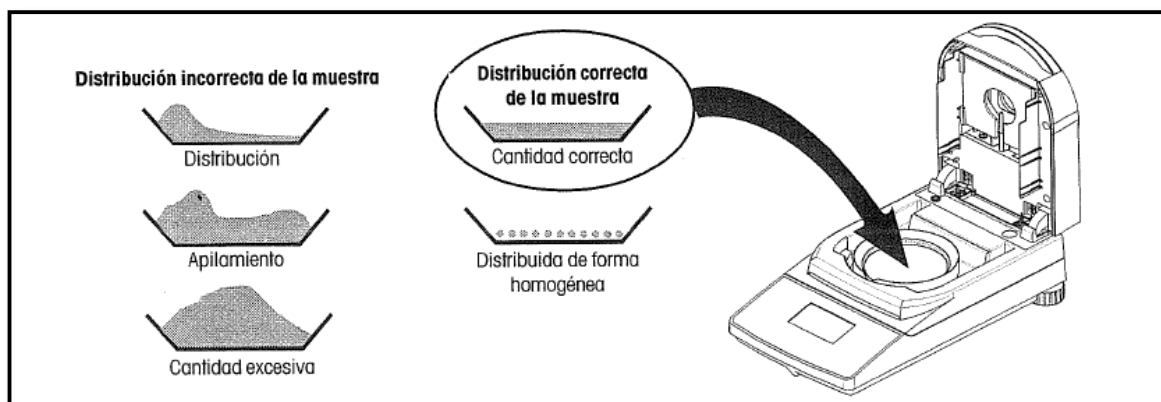 Distribución incorrecta de la muestra
Distribución
Apilamiento
Cantidad excesiva
Distribución correcta
de la muestra
Cantidad correcta
Distribuida de forma
homogénea